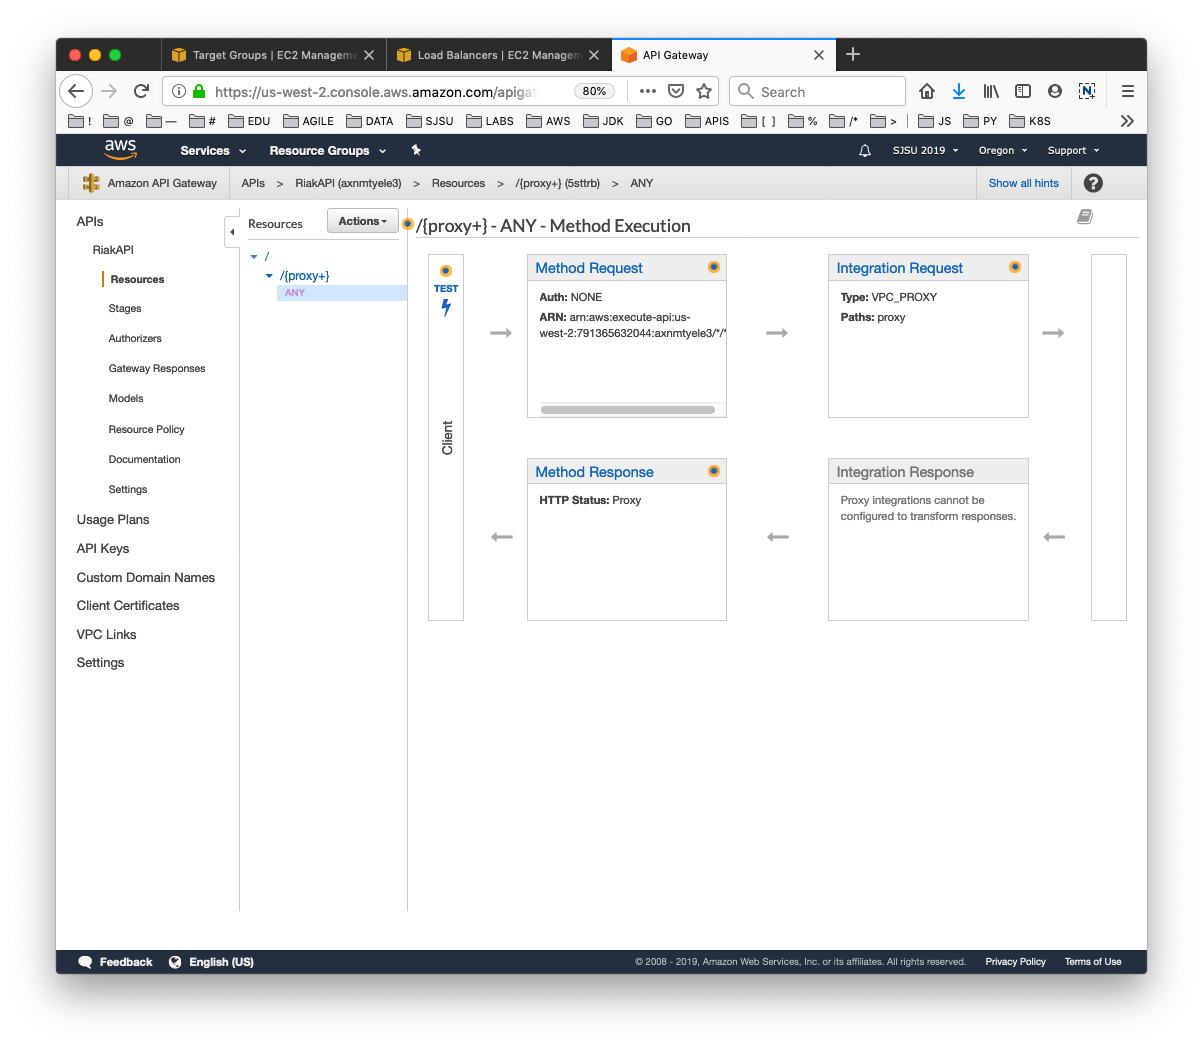 Target Groups | EC2 Manageme
Load Balancers | EC2 Managem
API Gateway
https://us-west-2.console.aws.amazon.com/apigat
80%
Search
!
@
—
#
EDU
AGILE
DATA
SJSU
LABS
AWS
JDK
GO
APIS
[ ]
%
/*
>
JS
PY
K8S
aws
Services
Resource Groups
SJSU 2019
Oregon
Support
Amazon API Gateway
APIs > RiakAPI (axnmtyele3) > Resources > /{proxy+} (5sttrb) > ANY
Show all hints
?
APIs
RiakAPI
Resources
Stages
Authorizers
Gateway Responses
Models
Resource Policy
Documentation
Settings
Usage Plans
API Keys
Custom Domain Names
Client Certificates
VPC Links
Settings
Resources
Actions
/
/{proxy+}
ANY
/{proxy+} - ANY - Method Execution
TEST
Client
Method Request
Auth: NONE
ARN: arn:aws:execute-api:us-
west-2:791365632044:axnmtyele3/*/*
Integration Request
Type: VPC_PROXY
Paths: proxy
Method Response
HTTP Status: Proxy
Integration Response
Proxy integrations cannot be
configured to transform responses.
Feedback
English (US)
© 2008 - 2019, Amazon Web Services, Inc. or its affiliates. All rights reserved.
Privacy Policy
Terms of Use